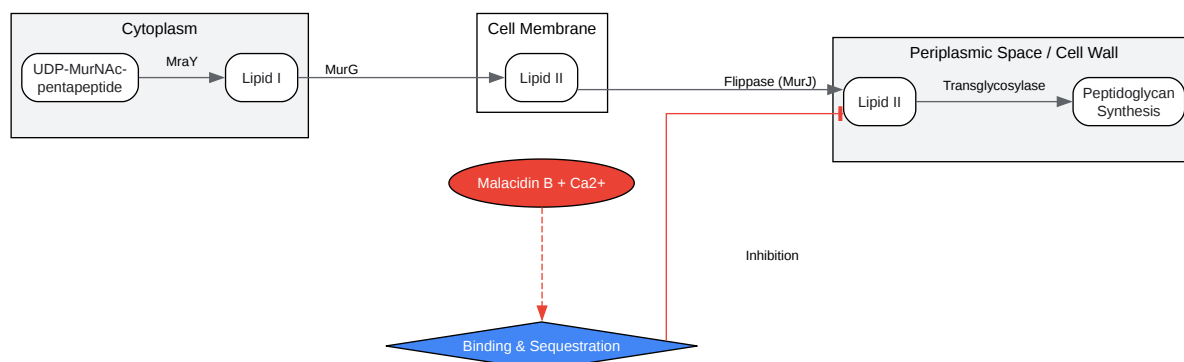 Cytoplasm
UDP-MurNAc-
pentapeptide
MraY
Lipid I
MurG
Cell Membrane
Lipid II
Flippase (MurJ)
Periplasmic Space / Cell Wall
Lipid II
Transglycosylase
Peptidoglycan
Synthesis
Malacidin B + Ca2+
Inhibition
Binding & Sequestration